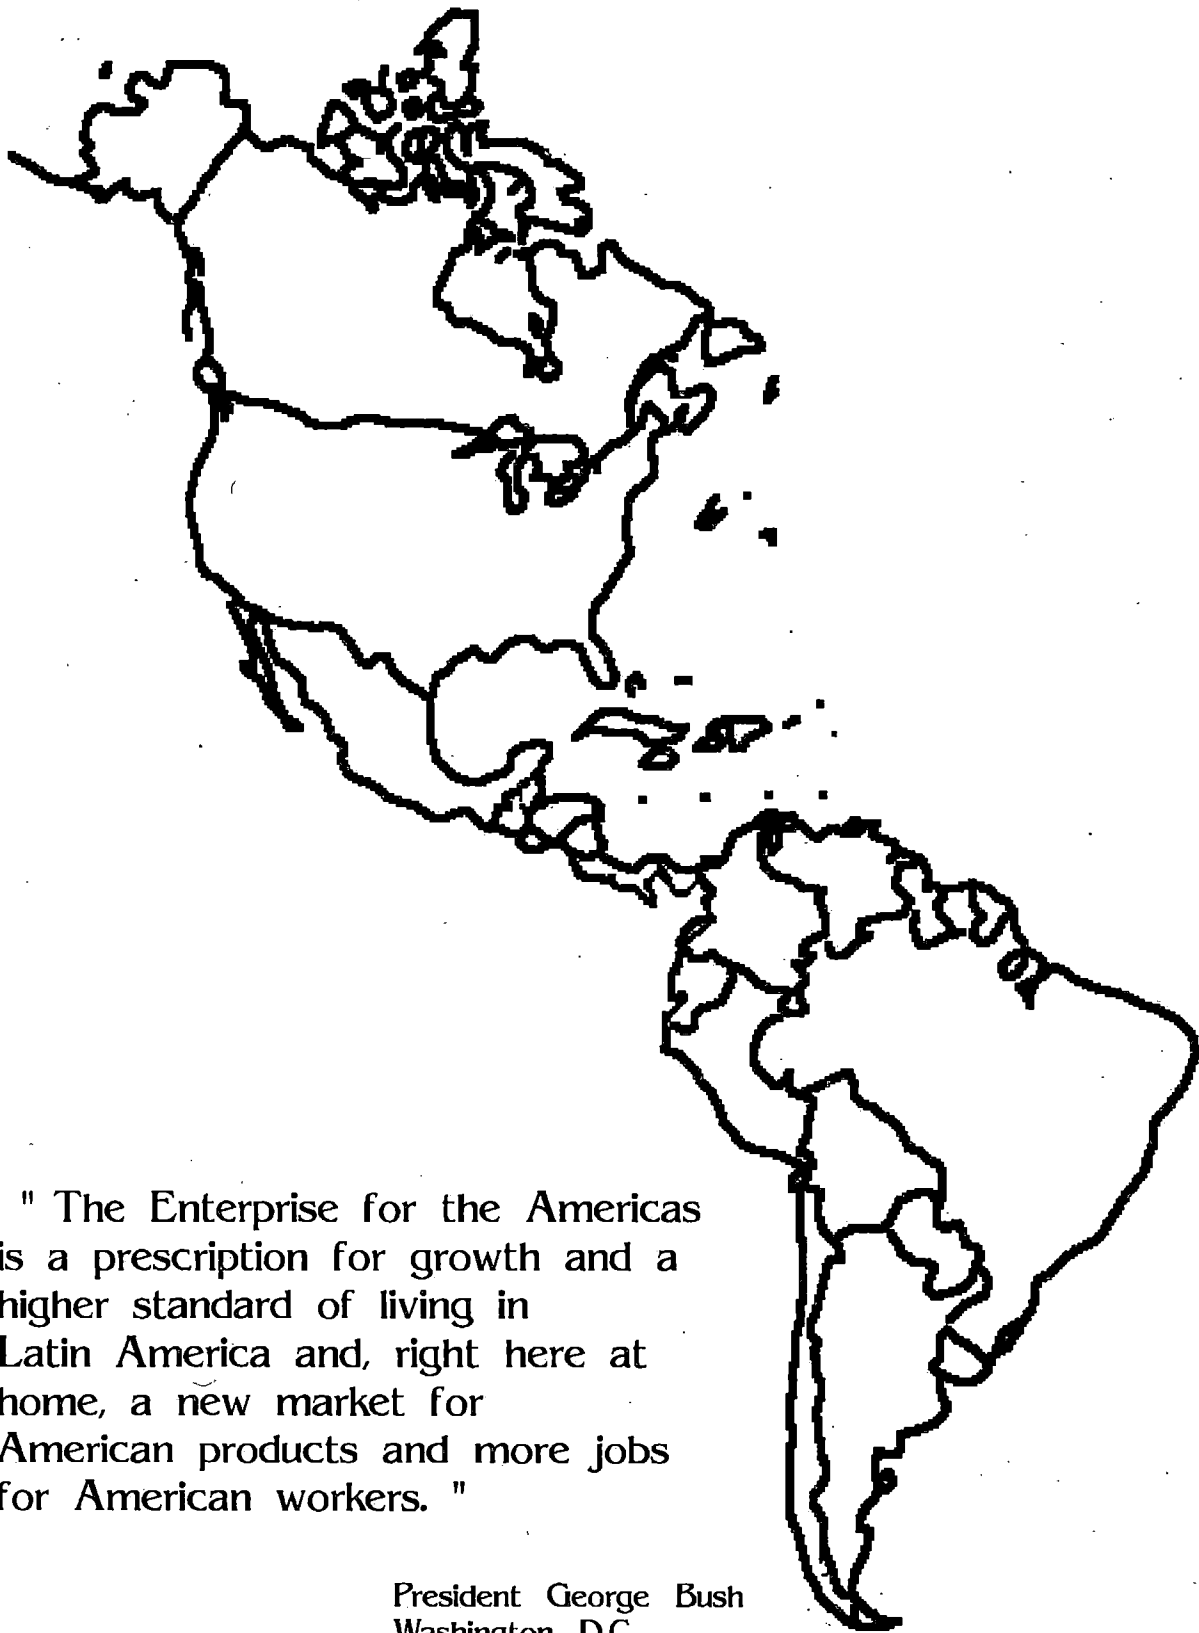 " The Enterprise for the Americas
is a prescription for growth and a
higher standard of living in
Latin America and, right here at
home, a new market for
American products and more jobs
for American workers. "
President George Bush
Washington D.C.